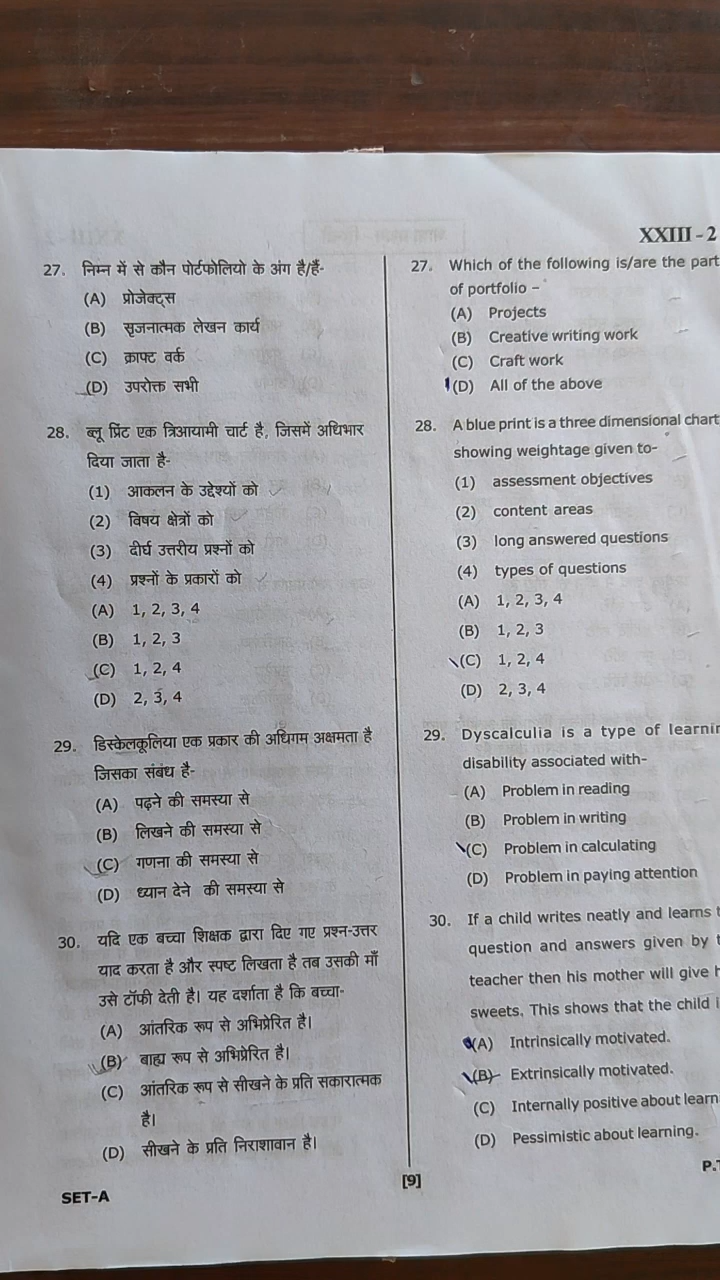 XXIII - 2
27. निम्न में से कौन पोर्टफोलियो के अंग है/हैं-
(A) प्रोजेक्ट्स
(B) सृजनात्मक लेखन कार्य
(C) क्राफ्ट वर्क
(D) उपरोक्त सभी
28. ब्लू प्रिंट एक त्रिआयामी चार्ट है, जिसमें अधिभार
दिया जाता है-
(1) आकलन के उद्देश्यों को
(2) विषय क्षेत्रों को
(3) दीर्घ उत्तरीय प्रश्नों को
(4) प्रश्नों के प्रकारों को
(A) 1, 2, 3, 4
(B) 1, 2, 3
(C) 1, 2, 4
(D) 2, 3, 4
29. डिस्केलकूलिया एक प्रकार की अधिगम अक्षमता है
जिसका संबंध है-
(A) पढ़ने की समस्या से
(B) लिखने की समस्या से
(C) गणना की समस्या से
(D) ध्यान देने की समस्या से
30. यदि एक बच्चा शिक्षक द्वारा दिए गए प्रश्न-उत्तर
याद करता है और स्पष्ट लिखता है तब उसकी माँ
उसे टॉफी देती है। यह दर्शाता है कि बच्चा-
(A) आंतरिक रूप से अभिप्रेरित है।
(B) बाह्य रूप से अभिप्रेरित है।
(C) आंतरिक रूप से सीखने के प्रति सकारात्मक
है।
(D) सीखने के प्रति निराशावान है।
27. Which of the following is/are the part
of portfolio -
(A) Projects
(B) Creative writing work
(C) Craft work
(D) All of the above
28. A blue print is a three dimensional chart
showing weightage given to-
(1) assessment objectives
(2) content areas
(3) long answered questions
(4) types of questions
(A) 1, 2, 3, 4
(B) 1, 2, 3
(C) 1, 2, 4
(D) 2, 3, 4
29. Dyscalculia is a type of
disability associated with-
(A) Problem in reading
(B) Problem in writing
(C) Problem in calculating
(D) Problem in paying attention
30. If a child writes neatly and learns
question and answers given by
teacher then his mother will give
sweets. This shows that the child
(A) Intrinsically motivated.
(B) Extrinsically motivated.
(C) Internally positive about
(D) Pessimistic about learning.
SET-A
[9]